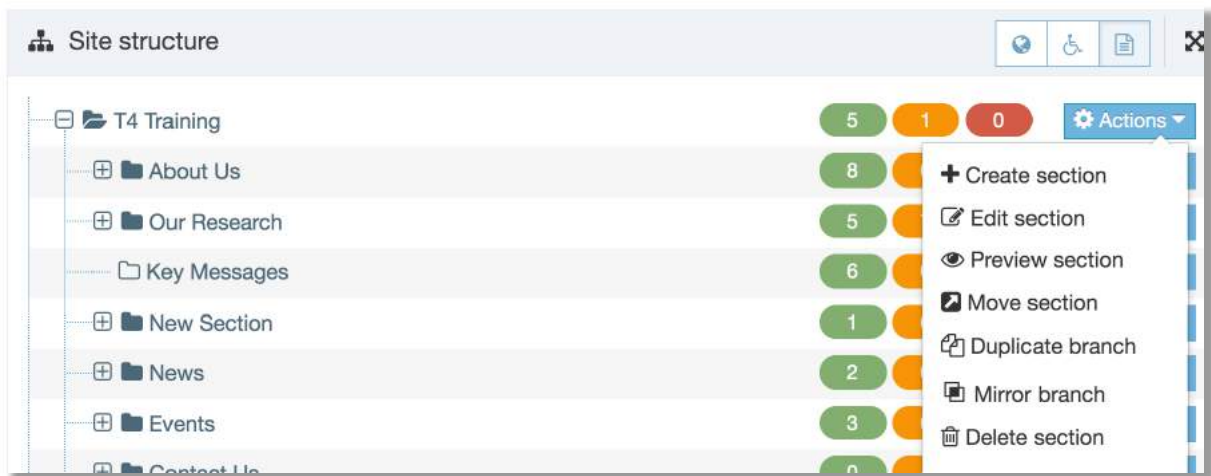 Site structure
T4 Training 5 1 0 Actions
About Us 8
Create section
Our Research 5
Edit section
Key Messages 6
Preview section
Move section
New Section 1
Duplicate branch
News 2
Mirror branch
Events 3
Delete section
Contact Us 0